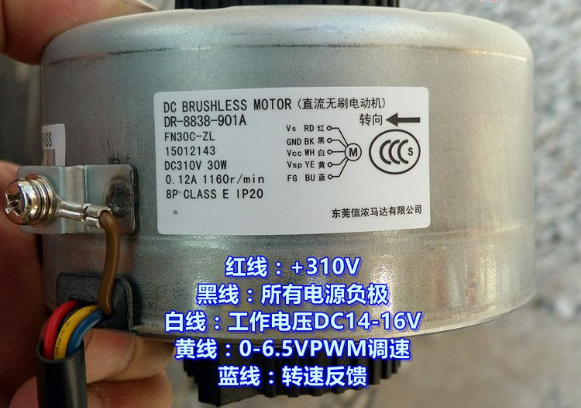 DC BRUSHLESS MOTOR (直流无刷电动机)
DR-8838-901A
转向
FN30C-ZL
15012143
DC310V 30W
0.12A 1160r/min
8P CLASS E IP20
Vs RD 红
GND BK 黑
Vcc WH 白
Vsp YE 黄
FG BU 蓝
M
CCC S
东莞信浓马达有限公司
PASS
红线：+310V
黑线：所有电源负极
白线：工作电压DC14-16V
黄线：0-6.5VPWM调速
蓝线：转速反馈